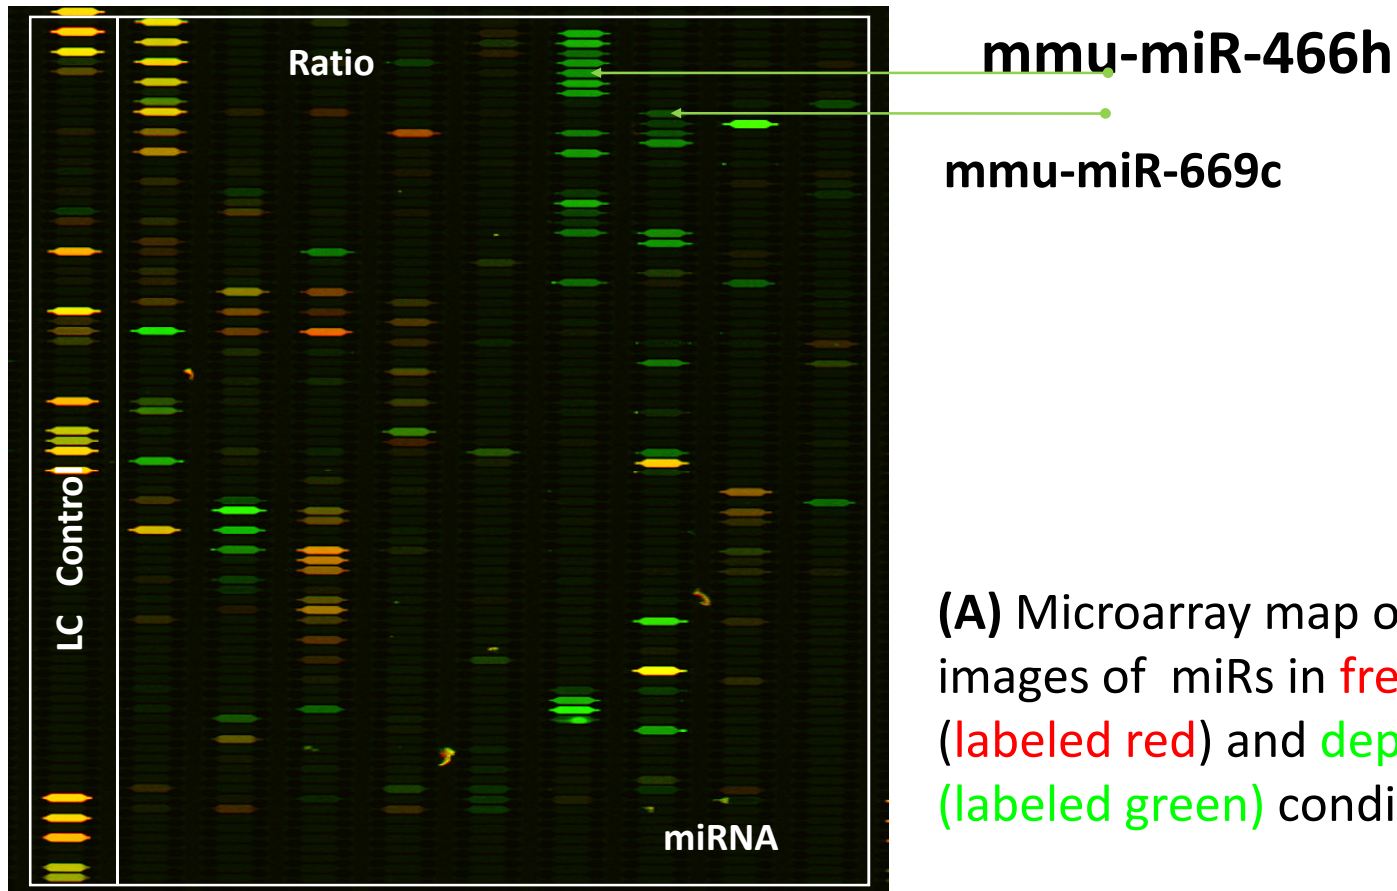 Ratio
mmu-miR-466h
mmu-miR-669c
LC Control
(A) Microarray map o
images of miRs in fre
(labeled red) and dep
(labeled green) condi
miRNA